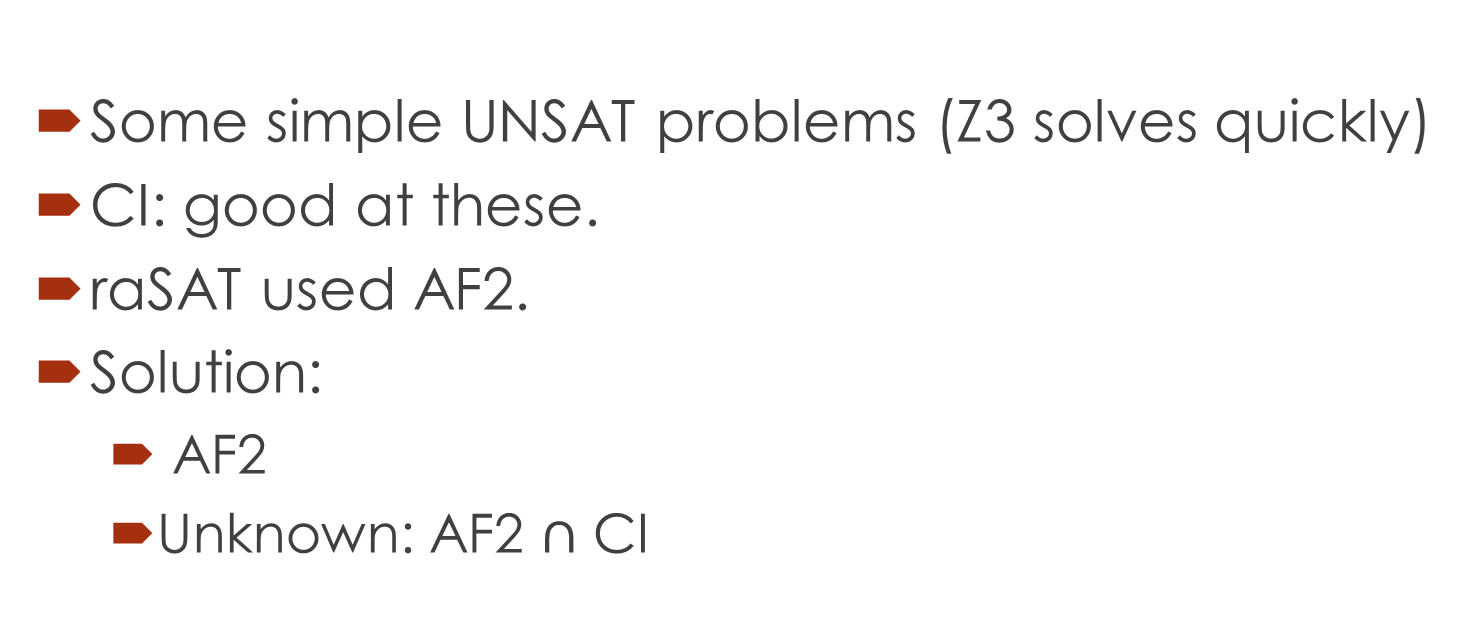 Some simple UNSAT problems (Z3 solves quickly)
CI: good at these.
raSAT used AF2.
Solution:
AF2
Unknown: AF2 ∩ CI